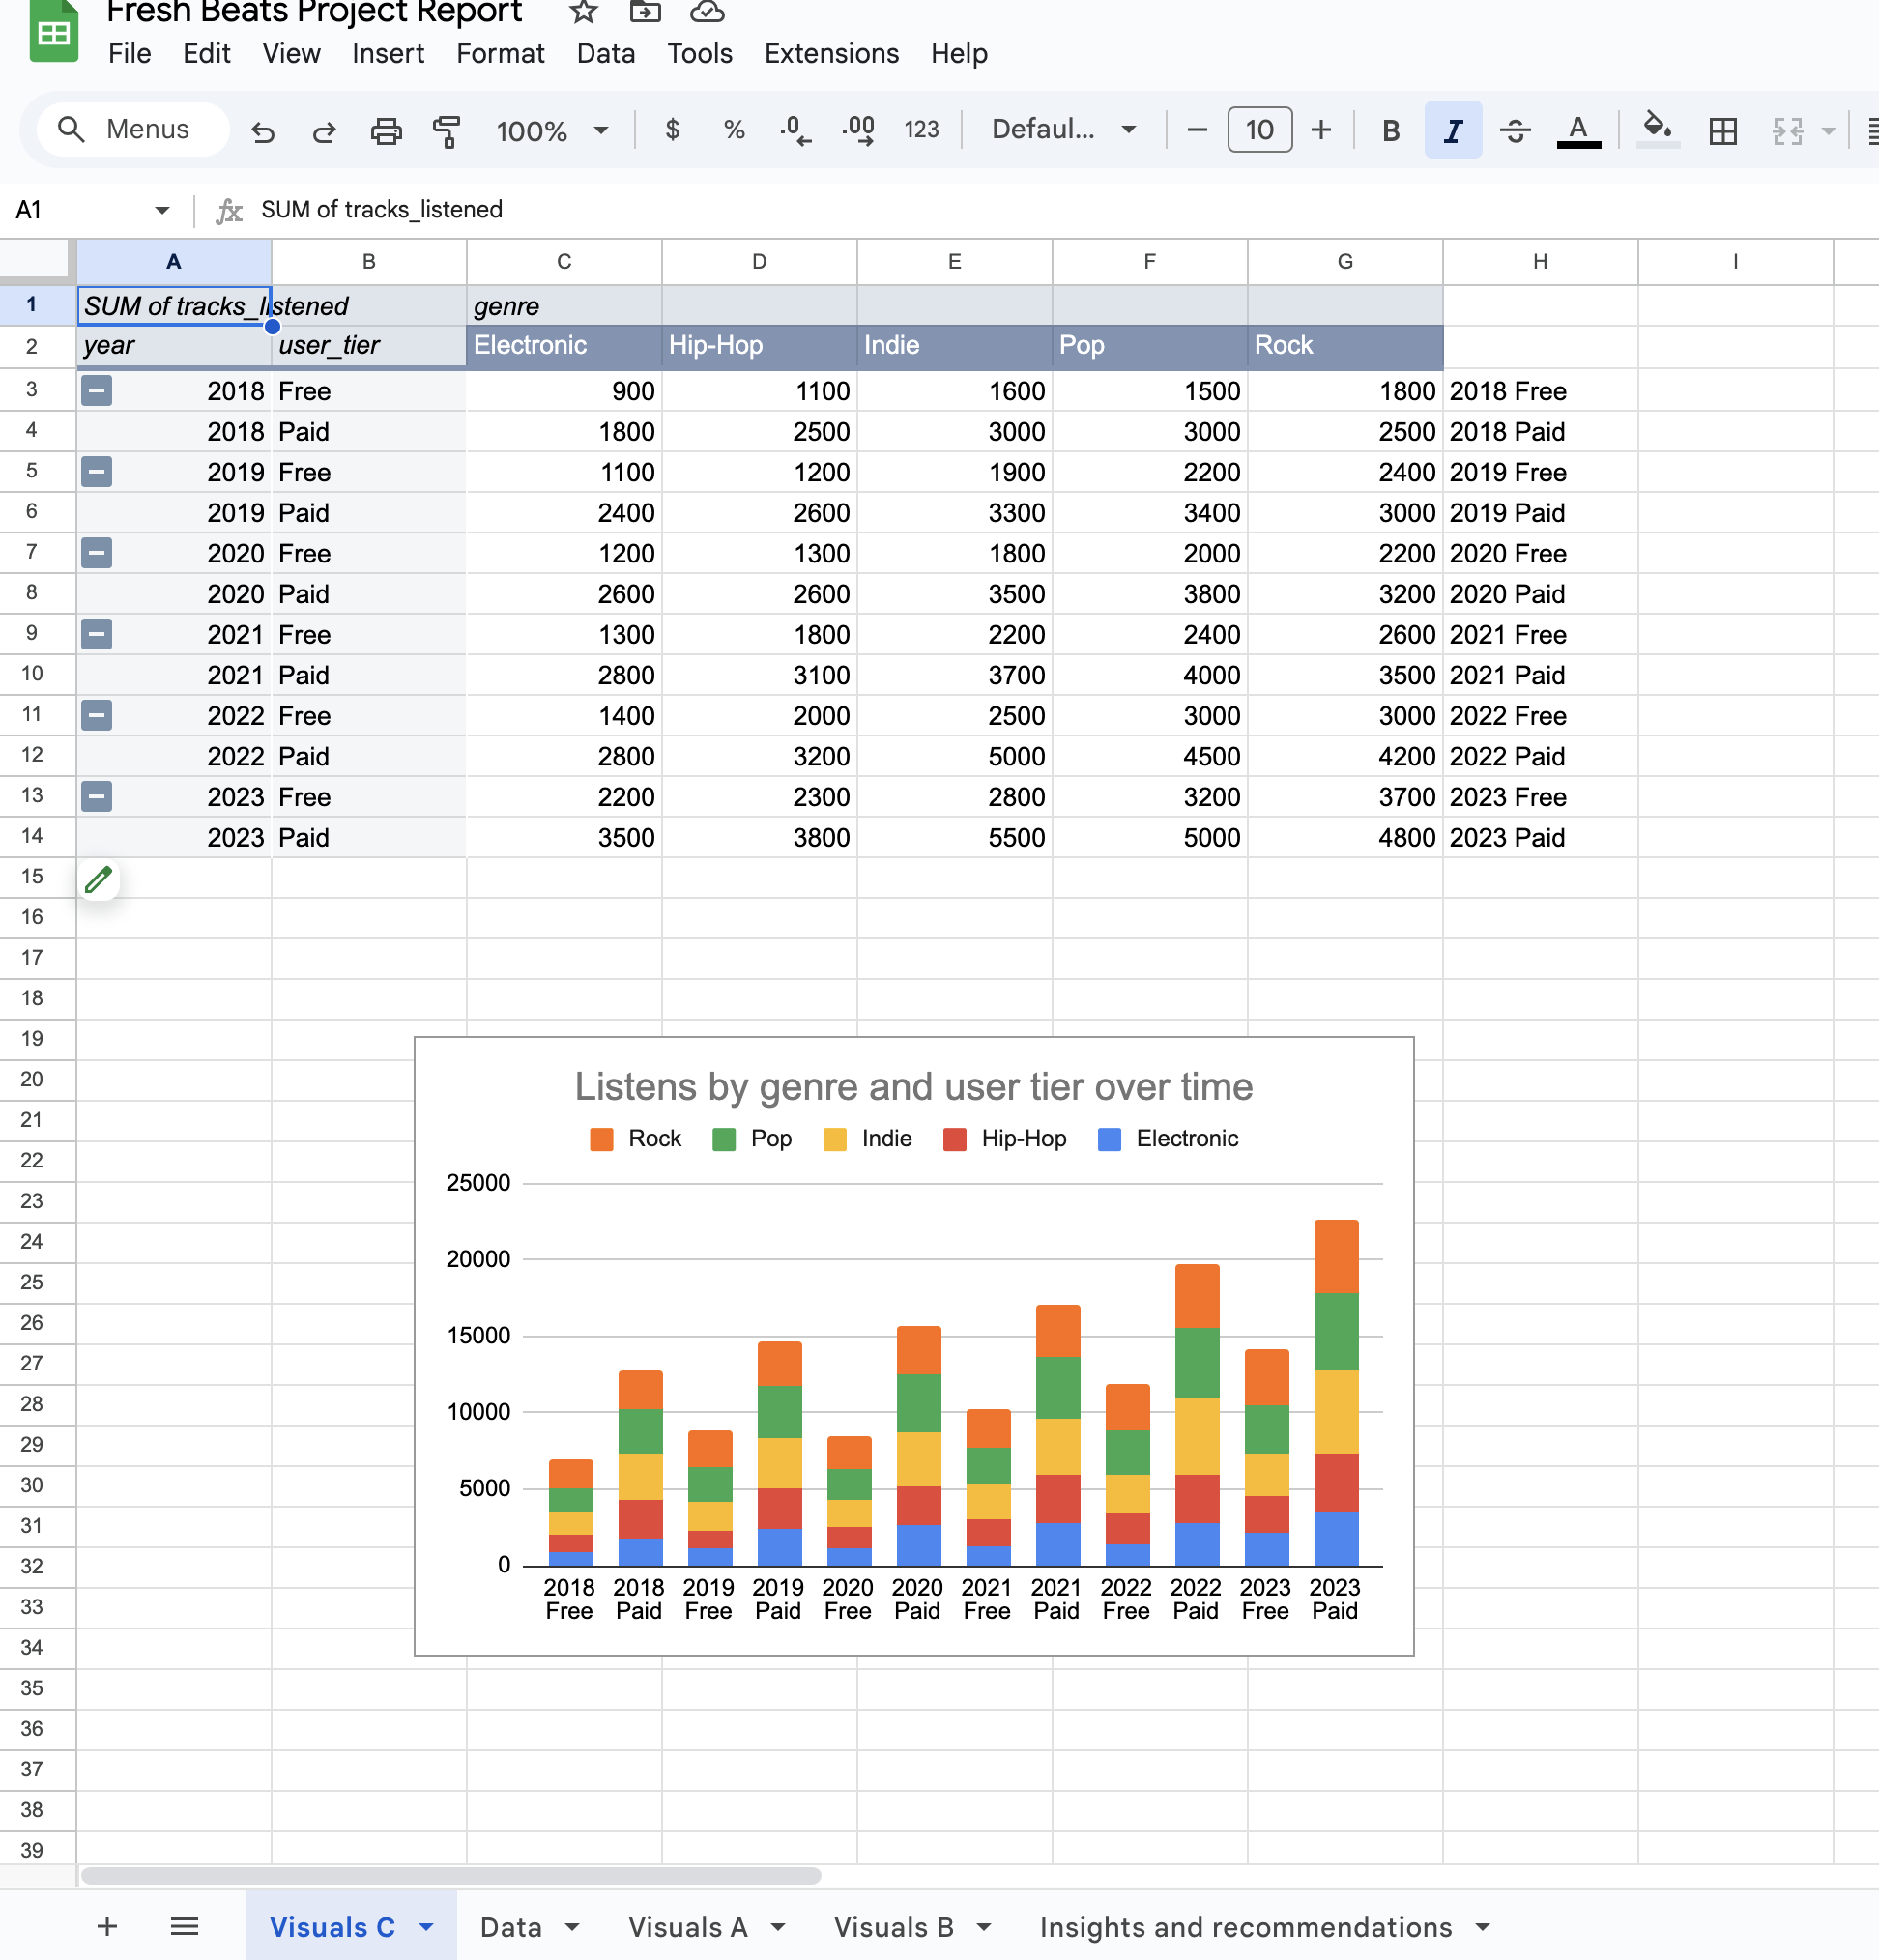 Fresh Beats Project Report
File Edit View Insert Format Data Tools Extensions Help
Menus 100% $ % .0 .00 123 Defaul... − 10 + B I S A
A1 fx SUM of tracks_listened
A B C D E F G H I
1 SUM of tracks_listened genre
2 year user_tier Electronic Hip-Hop Indie Pop Rock
3 2018 Free 900 1100 1600 1500 1800 2018 Free
4 2018 Paid 1800 2500 3000 3000 2500 2018 Paid
5 2019 Free 1100 1200 1900 2200 2400 2019 Free
6 2019 Paid 2400 2600 3300 3400 3000 2019 Paid
7 2020 Free 1200 1300 1800 2000 2200 2020 Free
8 2020 Paid 2600 2600 3500 3800 3200 2020 Paid
9 2021 Free 1300 1800 2200 2400 2600 2021 Free
10 2021 Paid 2800 3100 3700 4000 3500 2021 Paid
11 2022 Free 1400 2000 2500 3000 3000 2022 Free
12 2022 Paid 2800 3200 5000 4500 4200 2022 Paid
13 2023 Free 2200 2300 2800 3200 3700 2023 Free
14 2023 Paid 3500 3800 5500 5000 4800 2023 Paid
15
16
17
18
19
20
21
22
23
24
25
26
27
28
29
30
31
32
33
34
35
36
37
38
39
Listens by genre and user tier over time
Rock Pop Indie Hip-Hop Electronic
25000
20000
15000
10000
5000
0
2018 2018 2019 2019 2020 2020 2021 2021 2022 2022 2023 2023
Free Paid Free Paid Free Paid Free Paid Free Paid Free Paid
+ Visuals C Data Visuals A Visuals B Insights and recommendations